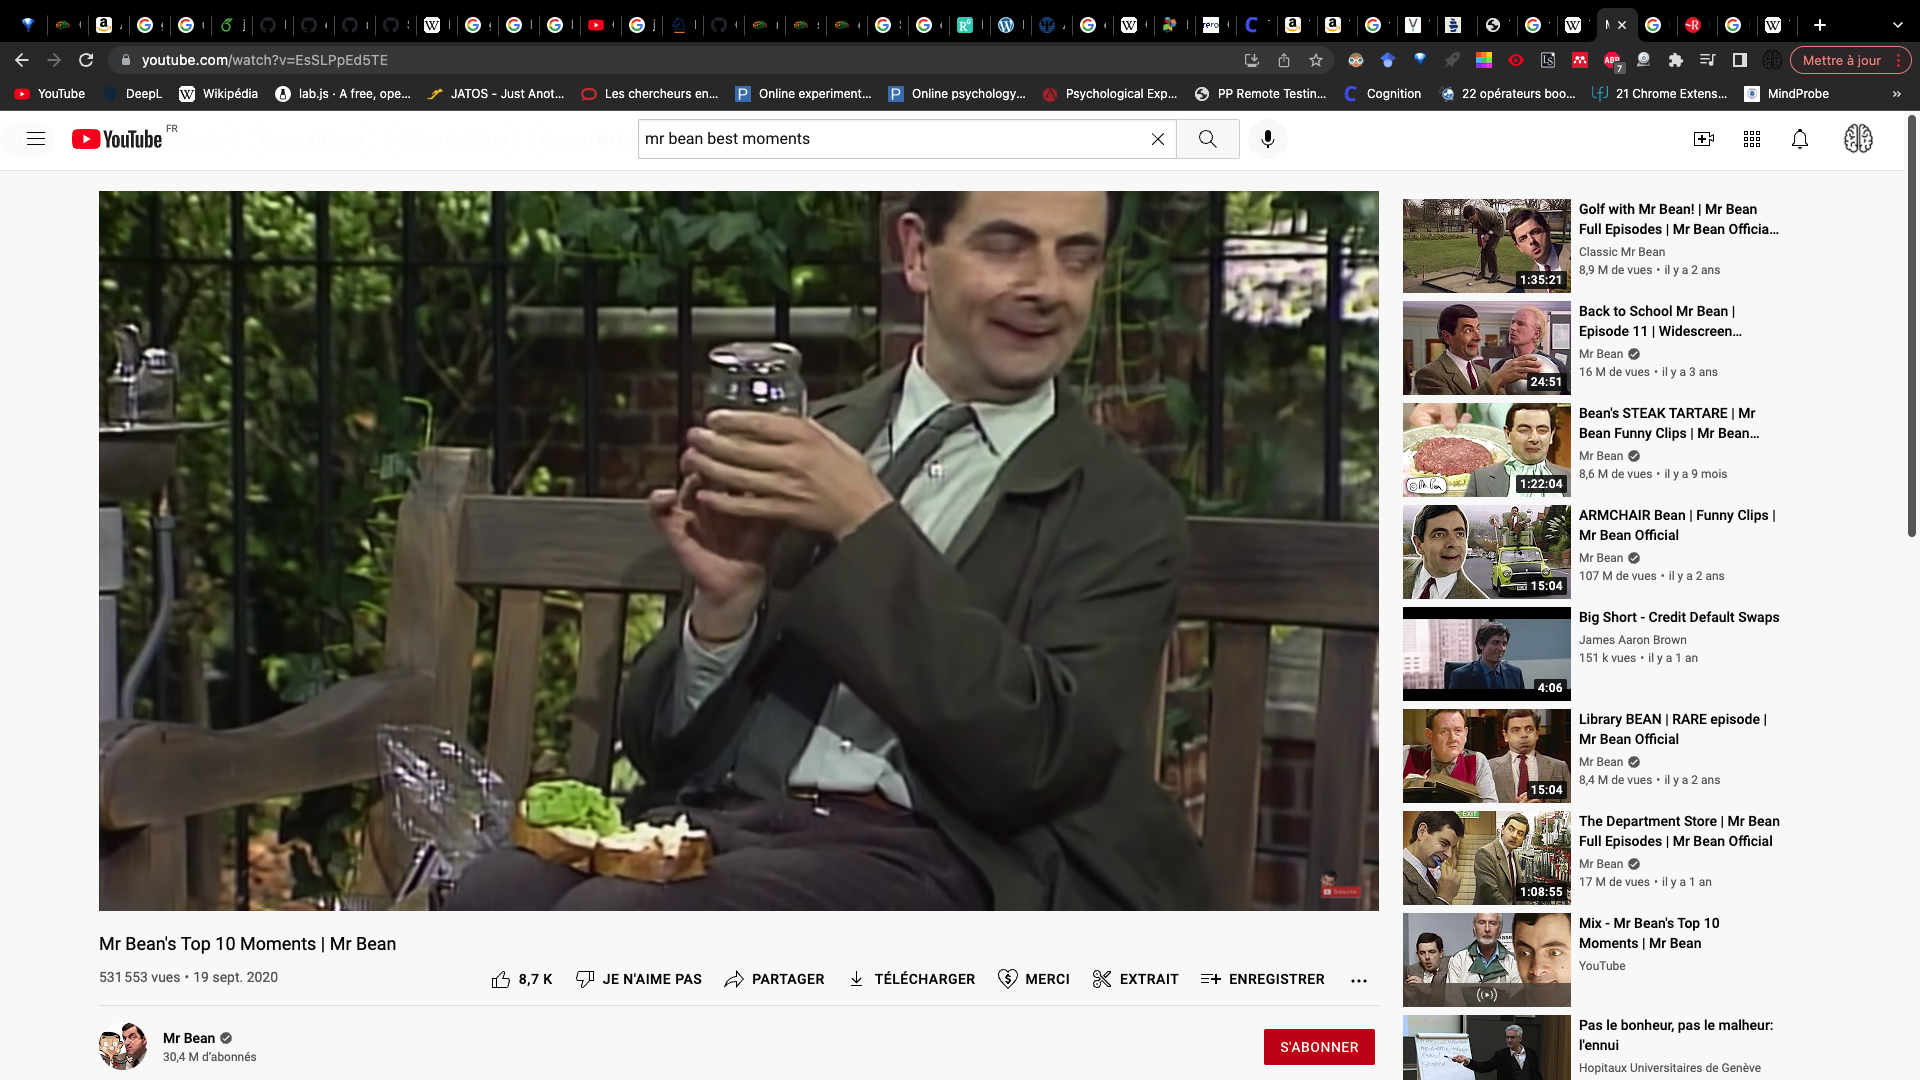 youtube.com/watch?v=EsSLPpEd5TE
7
Mettre à jour
YouTube
DeepL
Wikipédia
lab.js · A free, ope...
JATOS - Just Anot...
Les chercheurs en...
Online experiment...
Online psychology...
Psychological Exp...
PP Remote Testin...
Cognition
22 opérateurs boo...
21 Chrome Extens...
MindProbe
»
YouTube FR
mr bean best moments
Mr Bean's Top 10 Moments | Mr Bean
531 553 vues • 19 sept. 2020
8,7 K
JE N'AIME PAS
PARTAGER
TÉLÉCHARGER
MERCI
EXTRAIT
ENREGISTRER
Mr Bean
30,4 M d'abonnés
S'ABONNER
Golf with Mr Bean! | Mr Bean
Full Episodes | Mr Bean Officia...
Classic Mr Bean
8,9 M de vues • il y a 2 ans
1:35:21
Back to School Mr Bean |
Episode 11 | Widescreen...
Mr Bean
16 M de vues • il y a 3 ans
24:51
Bean's STEAK TARTARE | Mr
Bean Funny Clips | Mr Bean...
Mr Bean
8,6 M de vues • il y a 9 mois
1:22:04
ARMCHAIR Bean | Funny Clips |
Mr Bean Official
Mr Bean
107 M de vues • il y a 2 ans
15:04
Big Short - Credit Default Swaps
James Aaron Brown
151 k vues • il y a 1 an
4:06
Library BEAN | RARE episode |
Mr Bean Official
Mr Bean
8,4 M de vues • il y a 2 ans
15:04
The Department Store | Mr Bean
Full Episodes | Mr Bean Official
Mr Bean
17 M de vues • il y a 1 an
EXIT
1:08:55
Mix - Mr Bean's Top 10
Moments | Mr Bean
YouTube
Pas le bonheur, pas le malheur:
l'ennui
Hopitaux Universitaires de Genève